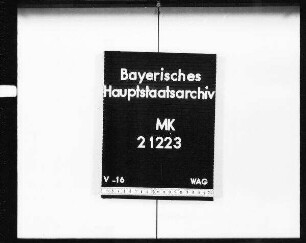 Bayerisches
Hauptstaatsarchiv
MK
21223
V -16 WAG